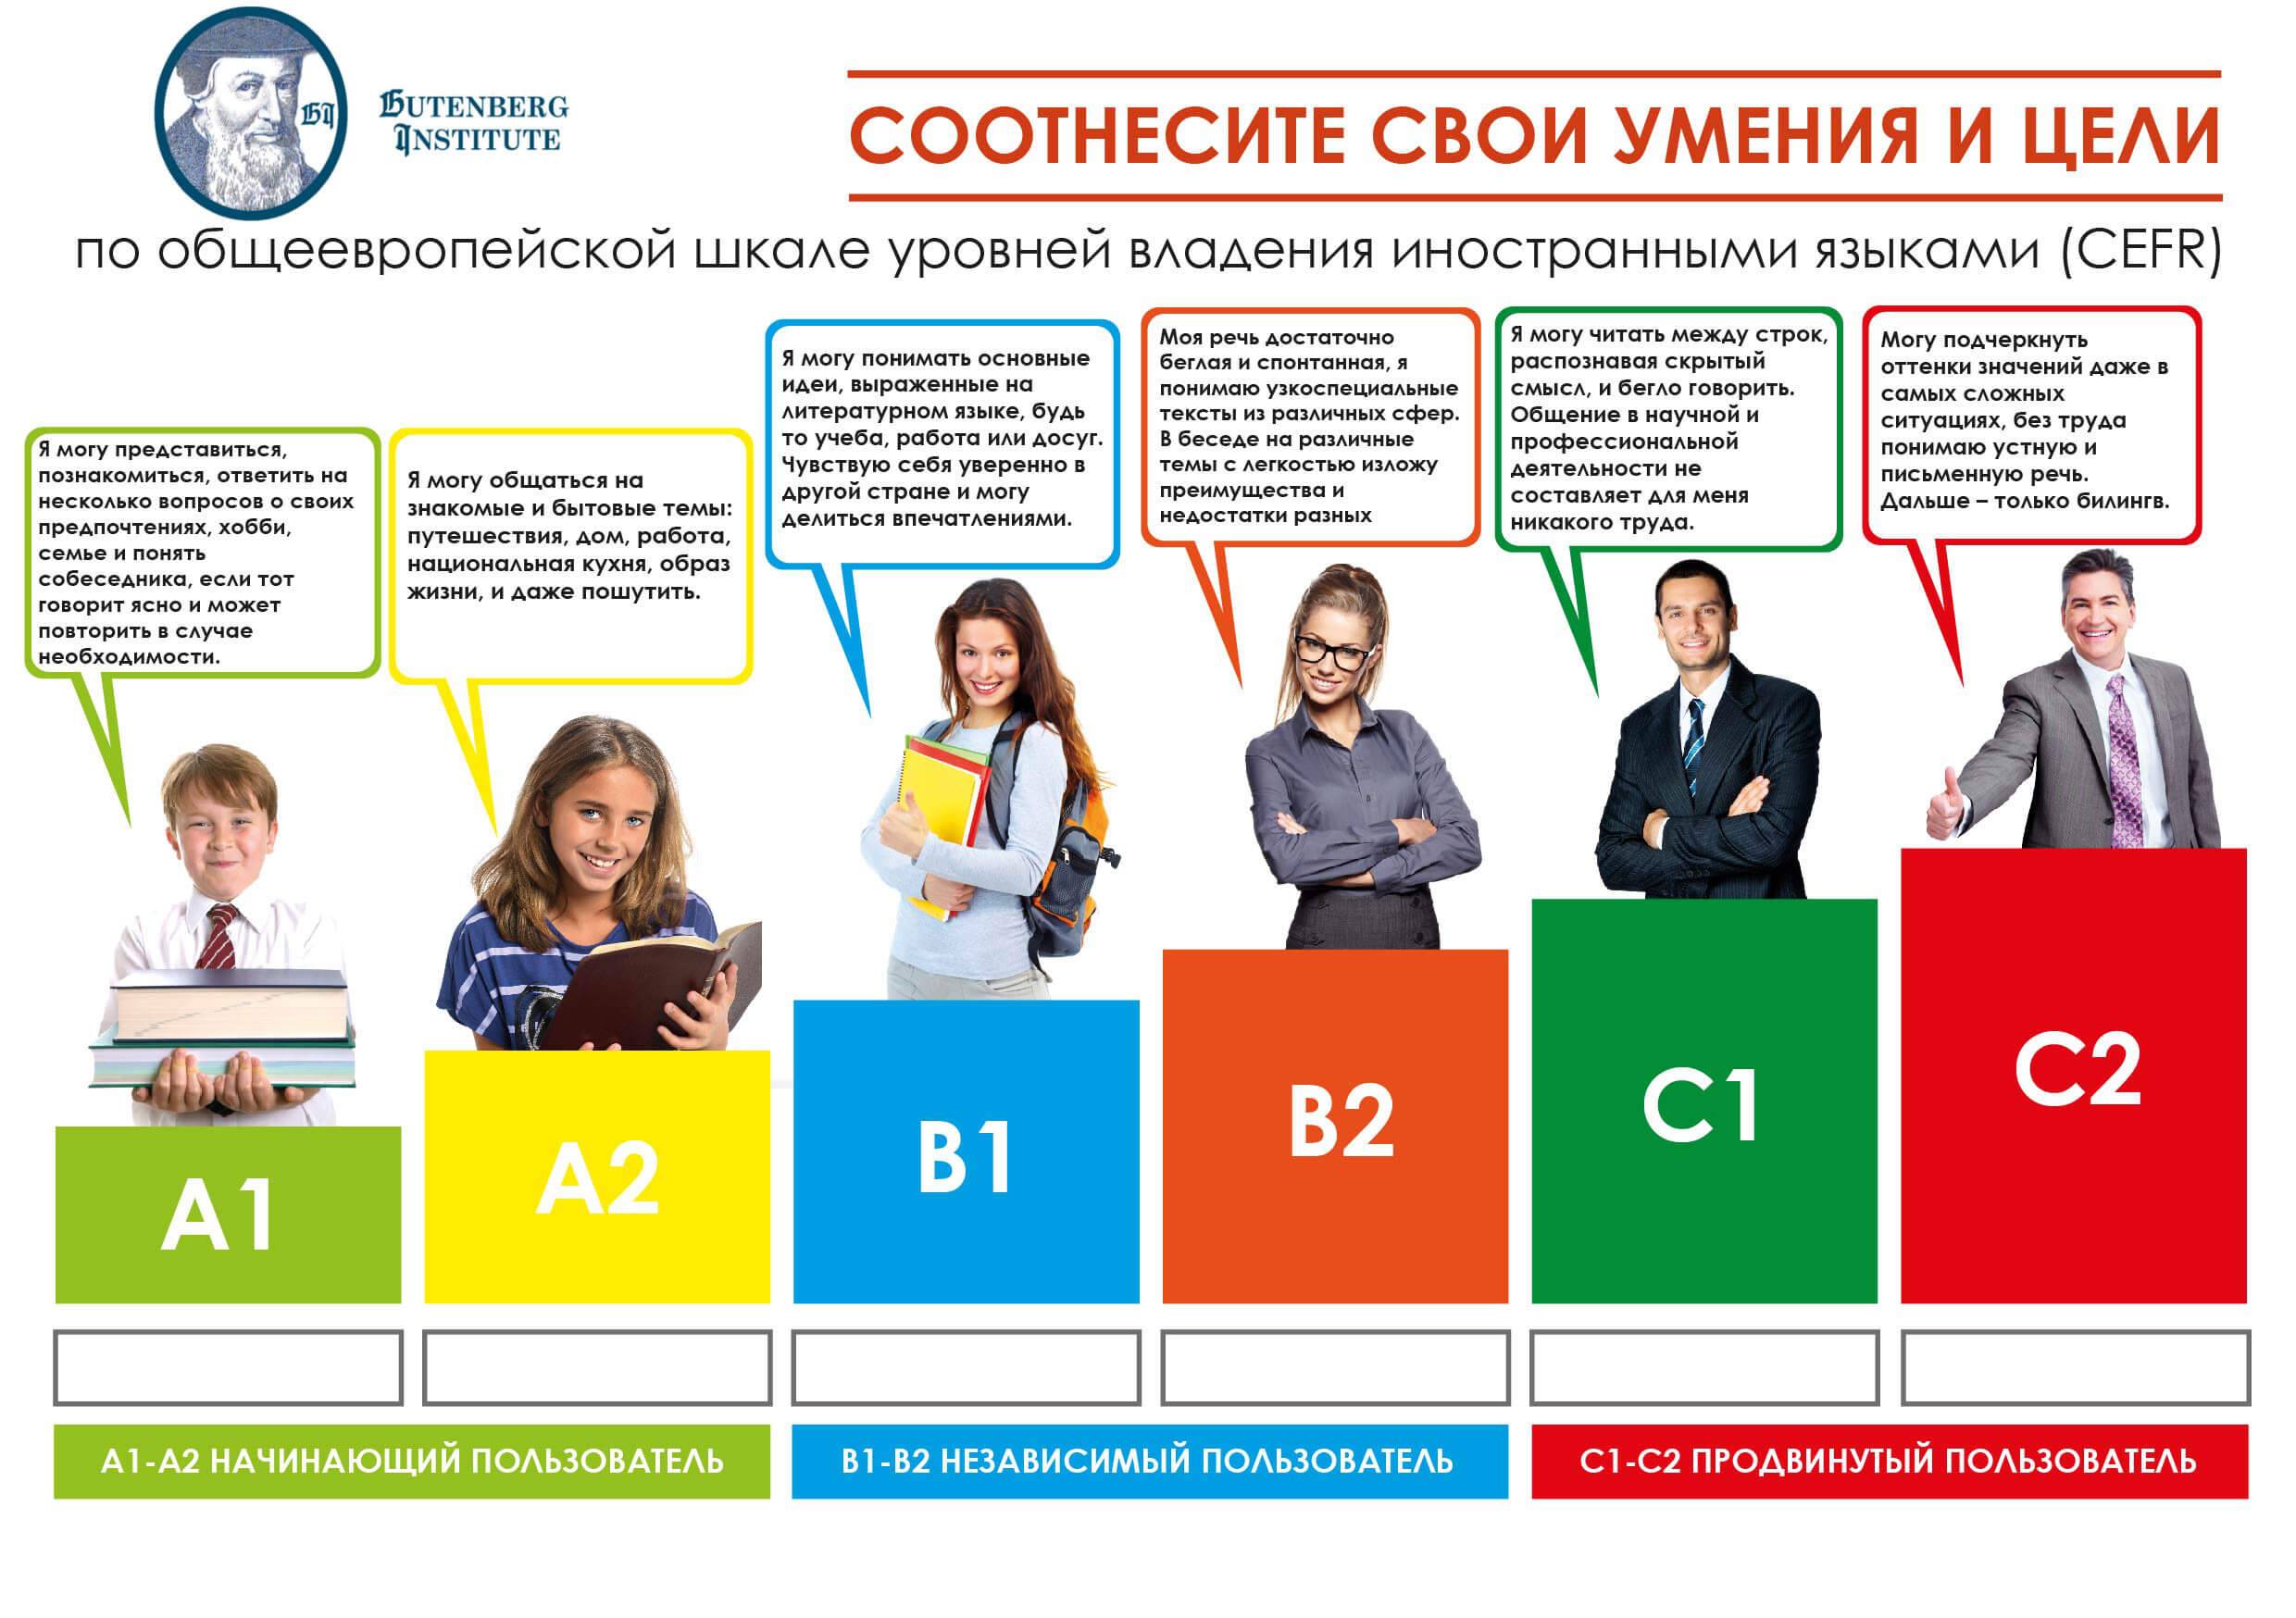 GUTENBERG
INSTITUTE
GI
СООТНЕСИТЕ СВОИ УМЕНИЯ И ЦЕЛИ
по общеевропейской шкале уровней владения иностранными языками (CEFR)
Я могу представиться,
познакомиться, ответить на
несколько вопросов о своих
предпочтениях, хобби,
семье и понять
собеседника, если тот
говорит ясно и может
повторить в случае
необходимости.
Я могу общаться на
знакомые и бытовые темы:
путешествия, дом, работа,
национальная кухня, образ
жизни, и даже пошутить.
Я могу понимать основные
идеи, выраженные на
литературном языке, будь
то учеба, работа или досуг.
Чувствую себя уверенно в
другой стране и могу
делиться впечатлениями.
Моя речь достаточно
беглая и спонтанная, я
понимаю узкоспециальные
тексты из различных сфер.
В беседе на различные
темы с легкостью изложу
преимущества и
недостатки разных
Я могу читать между строк,
распознавая скрытый
смысл, и бегло говорить.
Общение в научной и
профессиональной
деятельности не
составляет для меня
никакого труда.
Могу подчеркнуть
оттенки значений даже в
самых сложных
ситуациях, без труда
понимаю устную и
письменную речь.
Дальше – только билингв.
A1
A2
B1
B2
C1
C2
A1-A2 НАЧИНАЮЩИЙ ПОЛЬЗОВАТЕЛЬ
B1-B2 НЕЗАВИСИМЫЙ ПОЛЬЗОВАТЕЛЬ
C1-C2 ПРОДВИНУТЫЙ ПОЛЬЗОВАТЕЛЬ